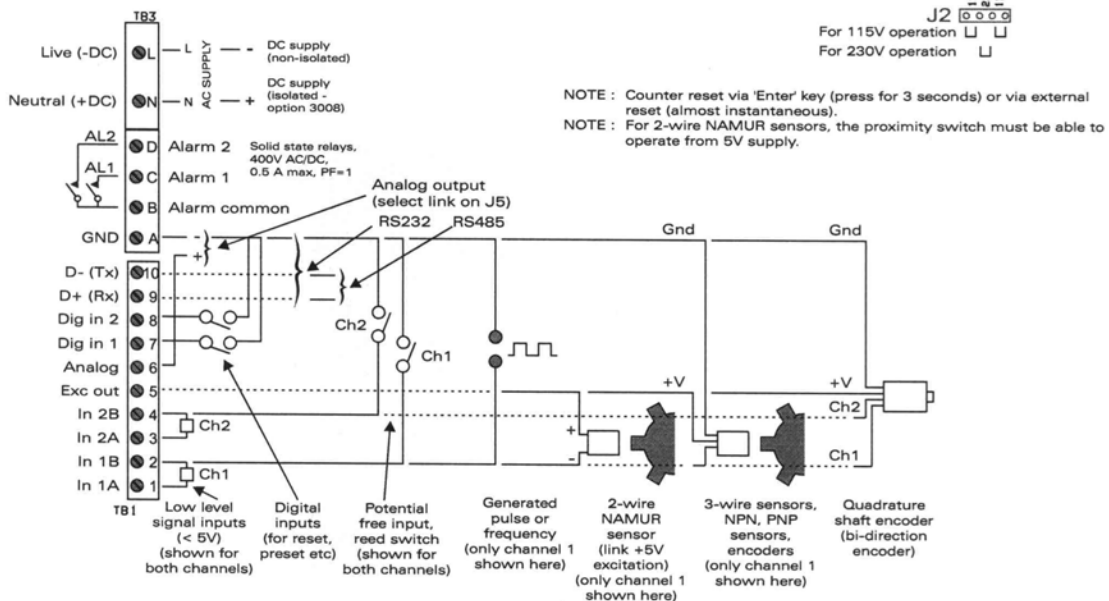 TB3
J2
1 2 1
For 115V operation
For 230V operation
Live (-DC)
L
L
AC SUPPLY
-
DC supply
(non-isolated)
Neutral (+DC)
N
N
+
DC supply
(isolated -
option 3008)
NOTE : Counter reset via 'Enter' key (press for 3 seconds) or via external
reset (almost instantaneous).
NOTE : For 2-wire NAMUR sensors, the proximity switch must be able to
operate from 5V supply.
AL2
D
Alarm 2
Solid state relays,
400V AC/DC,
0.5 A max, PF=1
AL1
C
Alarm 1
B
Alarm common
Analog output
(select link on J5)
RS232
RS485
GND
A
-
+
Gnd
Gnd
D- (Tx)
10
D+ (Rx)
9
Dig in 2
8
Dig in 1
7
Analog
6
Exc out
5
In 2B
4
In 2A
3
In 1B
2
In 1A
1
TB1
Ch2
Ch1
Ch2
Ch1
+V
+V
Ch2
Ch1
+
-
Low level
signal inputs
(< 5V)
(shown for
both channels)
Digital
inputs
(for reset,
preset etc)
Potential
free input,
reed switch
(shown for
both channels)
Generated
pulse or
frequency
(only channel 1
shown here)
2-wire
NAMUR
sensor
(link +5V
excitation)
(only channel 1
shown here)
3-wire sensors,
NPN, PNP
sensors,
encoders
(only channel 1
shown here)
Quadrature
shaft encoder
(bi-direction
encoder)